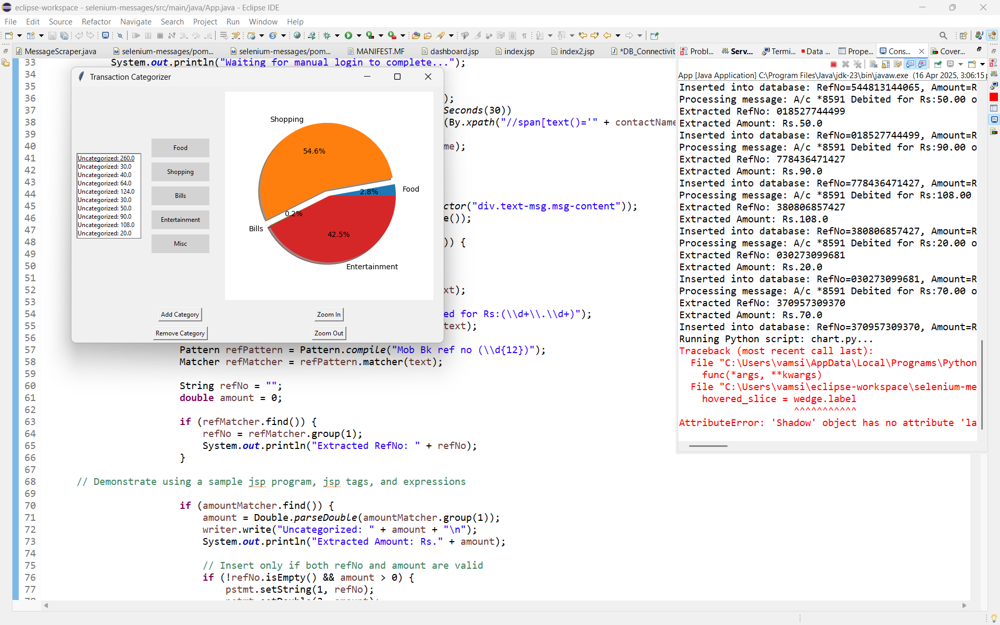 eclipse-workspace - selenium-messages/src/main/java/App.java - Eclipse IDE
File Edit Source Refactor Navigate Search Project Run Window Help
MessageScraper.java selenium-messages/pom... selenium-messages/pom... MANIFEST.MF dashboard.jsp index.jsp index2.jsp *DB_Connectivit
33 System.out.println("Waiting for manual login to complete...");
34
35
36 );
37 Seconds(30))
38 (By.xpath("//span[text()='" + contactName
39
40 me);
41
42
43
44
45 ctor("div.text-msg.msg-content"));
46 e());
47
48 )) {
49
50
51
52 xt);
53
54 ed for Rs:(\\d+\\.\\d+)");
55 text);
56
57 Pattern refPattern = Pattern.compile("Mob Bk ref no (\\d{12})");
58 Matcher refMatcher = refPattern.matcher(text);
59
60 String refNo = "";
61 double amount = 0;
62
63 if (refMatcher.find()) {
64 refNo = refMatcher.group(1);
65 System.out.println("Extracted RefNo: " + refNo);
66 }
67
68 // Demonstrate using a sample jsp program, jsp tags, and expressions
69
70 if (amountMatcher.find()) {
71 amount = Double.parseDouble(amountMatcher.group(1));
72 writer.write("Uncategorized: " + amount + "\n");
73 System.out.println("Extracted Amount: Rs." + amount);
74
75 // Insert only if both refNo and amount are valid
76 if (!refNo.isEmpty() && amount > 0) {
77 pstmt.setString(1, refNo);
Transaction Categorizer
Uncategorized: 260.0
Uncategorized: 30.0
Uncategorized: 40.0
Uncategorized: 64.0
Uncategorized: 124.0
Uncategorized: 30.0
Uncategorized: 50.0
Uncategorized: 90.0
Uncategorized: 108.0
Uncategorized: 20.0
Food
Shopping
Bills
Entertainment
Misc
Add Category
Remove Category
Shopping
54.6%
Food
2.8%
0.2%
Bills
42.5%
Entertainment
Zoom In
Zoom Out
Probl... Serv... Termi... Data ... Prope... Cons... Cover...
App [Java Application] C:\Program Files\Java\jdk-23\bin\javaw.exe (16 Apr 2025, 3:06:15 p
Inserted into database: RefNo=544813144065, Amount=R
Processing message: A/c *8591 Debited for Rs:50.00 o
Extracted RefNo: 018527744499
Extracted Amount: Rs.50.0
Inserted into database: RefNo=018527744499, Amount=R
Processing message: A/c *8591 Debited for Rs:90.00 o
Extracted RefNo: 778436471427
Extracted Amount: Rs.90.0
Inserted into database: RefNo=778436471427, Amount=R
Processing message: A/c *8591 Debited for Rs:108.00
Extracted RefNo: 380806857427
Extracted Amount: Rs.108.0
Inserted into database: RefNo=380806857427, Amount=R
Processing message: A/c *8591 Debited for Rs:20.00 o
Extracted RefNo: 030273099681
Extracted Amount: Rs.20.0
Inserted into database: RefNo=030273099681, Amount=R
Processing message: A/c *8591 Debited for Rs:70.00 o
Extracted RefNo: 370957309370
Extracted Amount: Rs.70.0
Inserted into database: RefNo=370957309370, Amount=R
Running Python script: chart.py...
Traceback (most recent call last):
File "C:\Users\vamsi\AppData\Local\Programs\Python
func(*args, **kwargs)
File "C:\Users\vamsi\eclipse-workspace\selenium-me
hovered_slice = wedge.label
^^^^^^^^^^^
AttributeError: 'Shadow' object has no attribute 'la